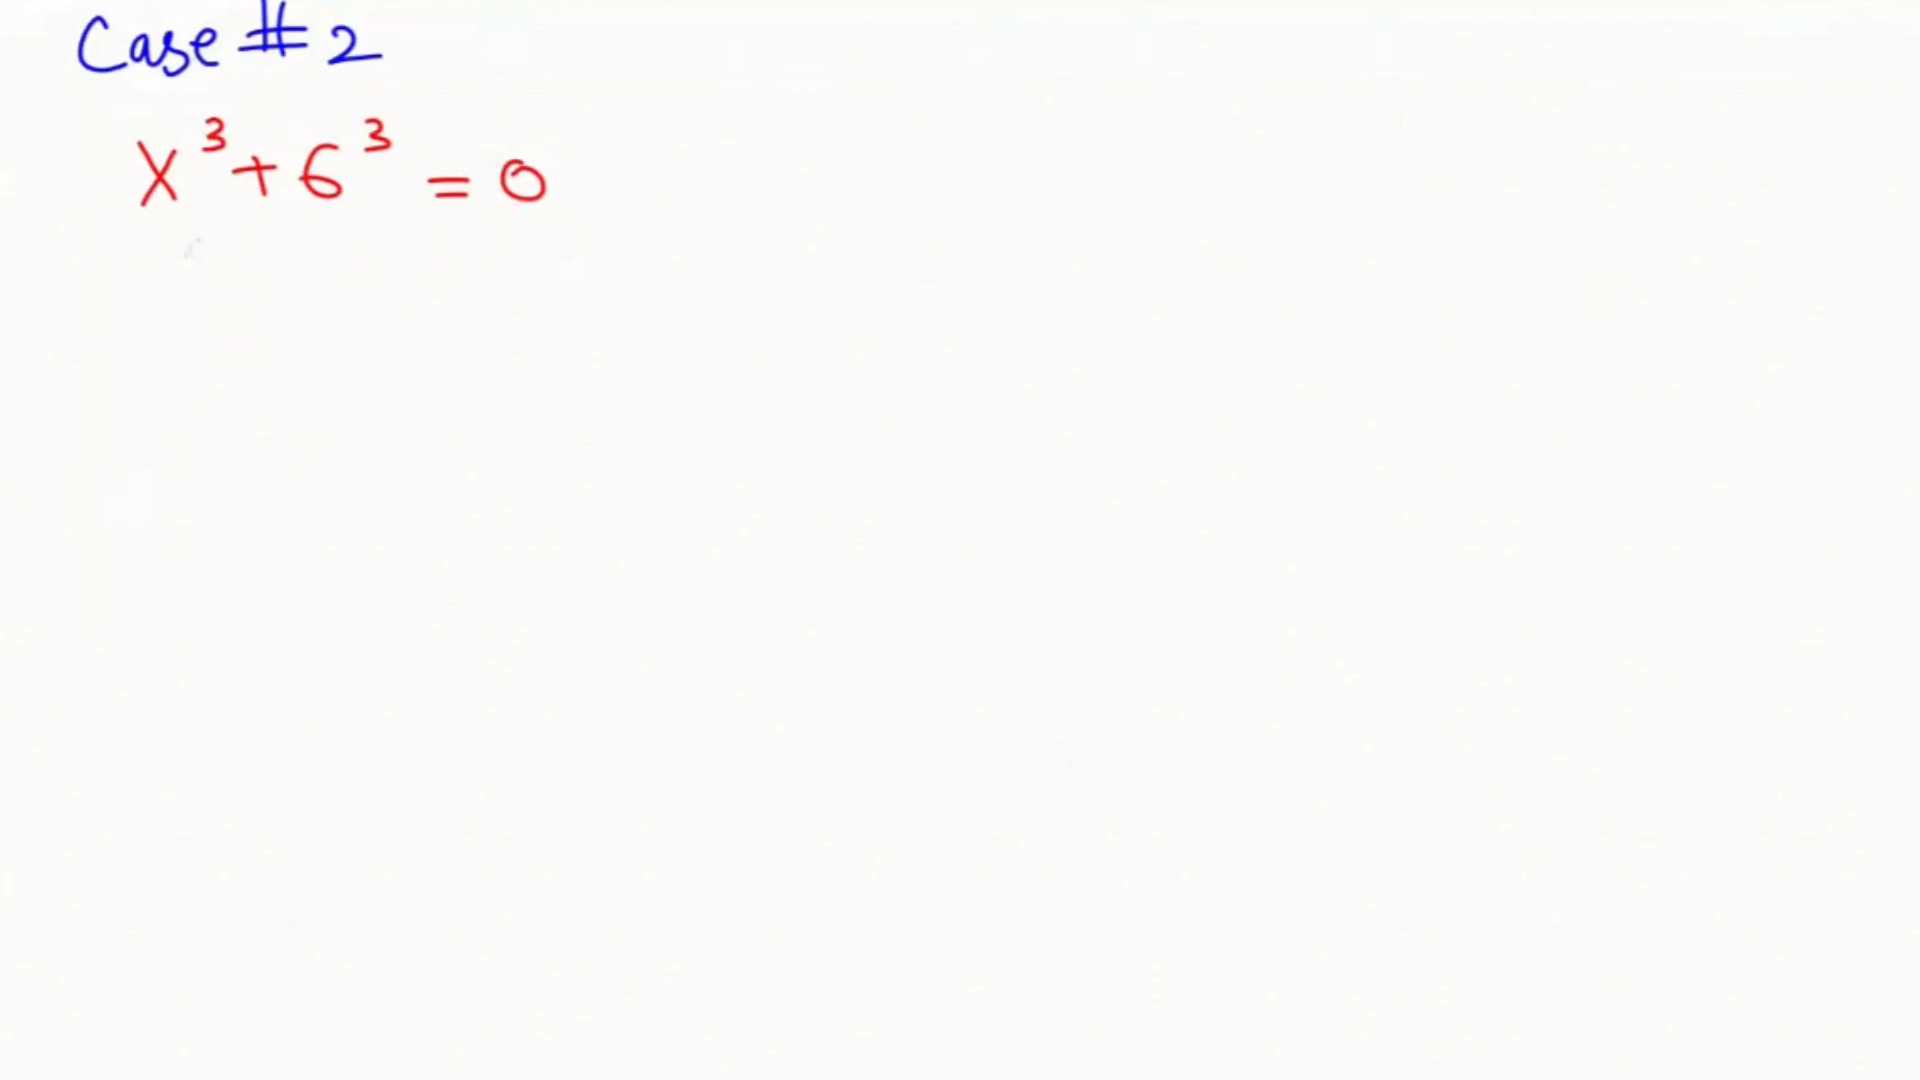 Case # 2
X³ + 6³ = 0